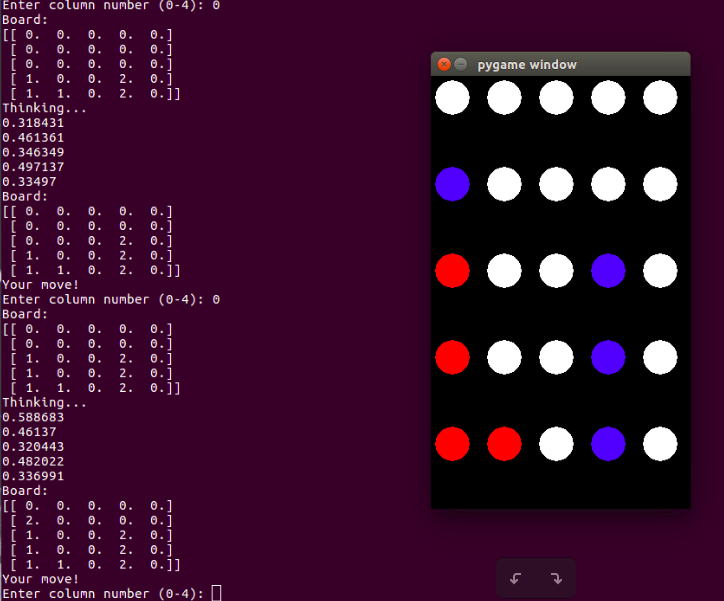 Enter column number (0-4): 0
Board:
[[ 0.  0.  0.  0.  0.]
 [ 0.  0.  0.  0.  0.]
 [ 0.  0.  0.  0.  0.]
 [ 1.  0.  0.  2.  0.]
 [ 1.  1.  0.  2.  0.]]
Thinking...
0.318431
0.461361
0.346349
0.497137
0.33497
Board:
[[ 0.  0.  0.  0.  0.]
 [ 0.  0.  0.  0.  0.]
 [ 0.  0.  0.  2.  0.]
 [ 1.  0.  0.  2.  0.]
 [ 1.  1.  0.  2.  0.]]
Your move!
Enter column number (0-4): 0
Board:
[[ 0.  0.  0.  0.  0.]
 [ 0.  0.  0.  0.  0.]
 [ 1.  0.  0.  2.  0.]
 [ 1.  0.  0.  2.  0.]
 [ 1.  1.  0.  2.  0.]]
Thinking...
0.588683
0.46137
0.320443
0.482022
0.336991
Board:
[[ 0.  0.  0.  0.  0.]
 [ 2.  0.  0.  0.  0.]
 [ 1.  0.  0.  2.  0.]
 [ 1.  0.  0.  2.  0.]
 [ 1.  1.  0.  2.  0.]]
Your move!
Enter column number (0-4):
pygame window